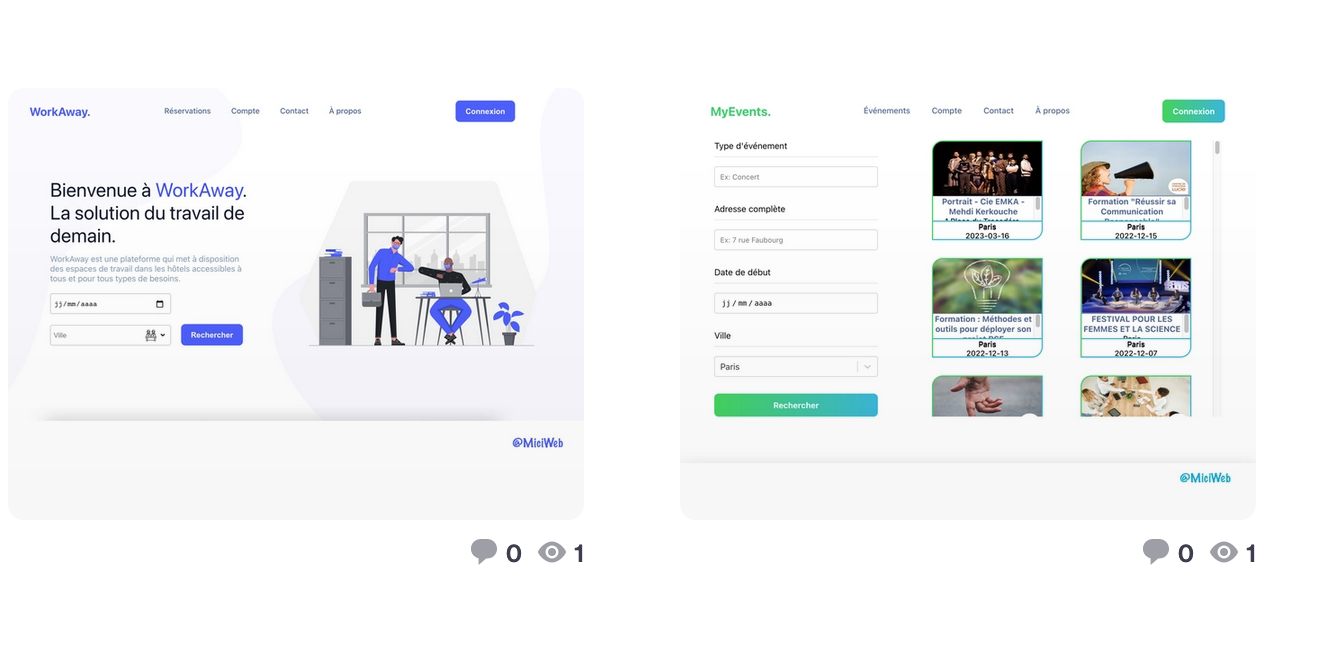 WorkAway.
Réservations Compte Contact À propos
Connexion
Bienvenue à WorkAway.
La solution du travail de
demain.
WorkAway est une plateforme qui met à disposition
des espaces de travail dans les hôtels accessibles à
tous et pour tous types de besoins.
jj/mm/aaaa
Ville
Rechercher
@MiciWeb
0 1
MyEvents.
Événements Compte Contact À propos
Connexion
Type d'événement
Ex: Concert
Adresse complète
Ex: 7 rue Faubourg
Date de début
jj/mm/aaaa
Ville
Paris
Rechercher
Portrait - Cie EMKA -
Mehdi Kerkouche
Paris
2023-03-16
Formation "Réussir sa
Communication
Paris
2022-12-15
Formation : Méthodes et
outils pour déployer son
Paris
2022-12-13
FESTIVAL POUR LES
FEMMES ET LA SCIENCE
Paris
2022-12-07
@MiciWeb
0 1